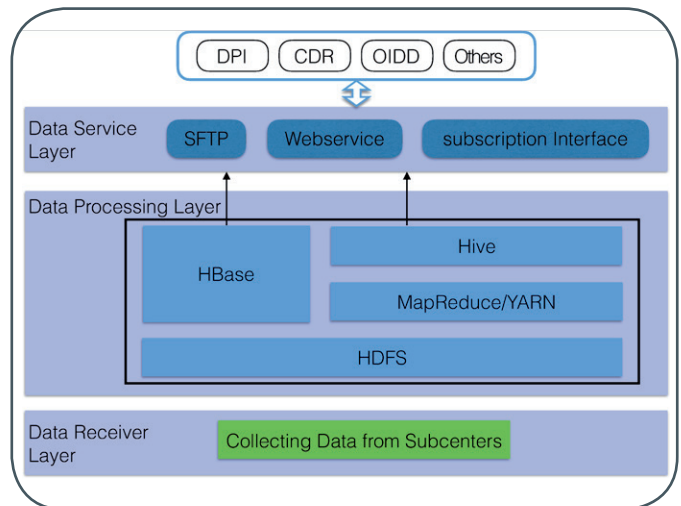 DPI
CDR
OIDD
Others
Data Service
Layer
SFTP
Webservice
subscription Interface
Data Processing Layer
HBase
Hive
MapReduce/YARN
HDFS
Data Receiver
Layer
Collecting Data from Subcenters